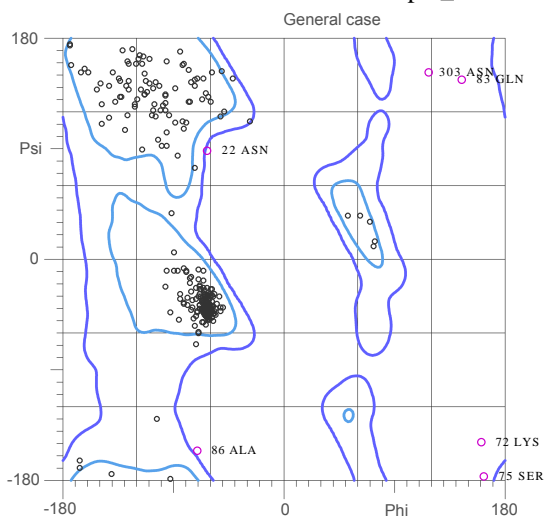 General case
180
303 ASN
83 GLN
Psi
22 ASN
0
86 ALA
72 LYS
75 SER
-180
-180
0
Phi
180